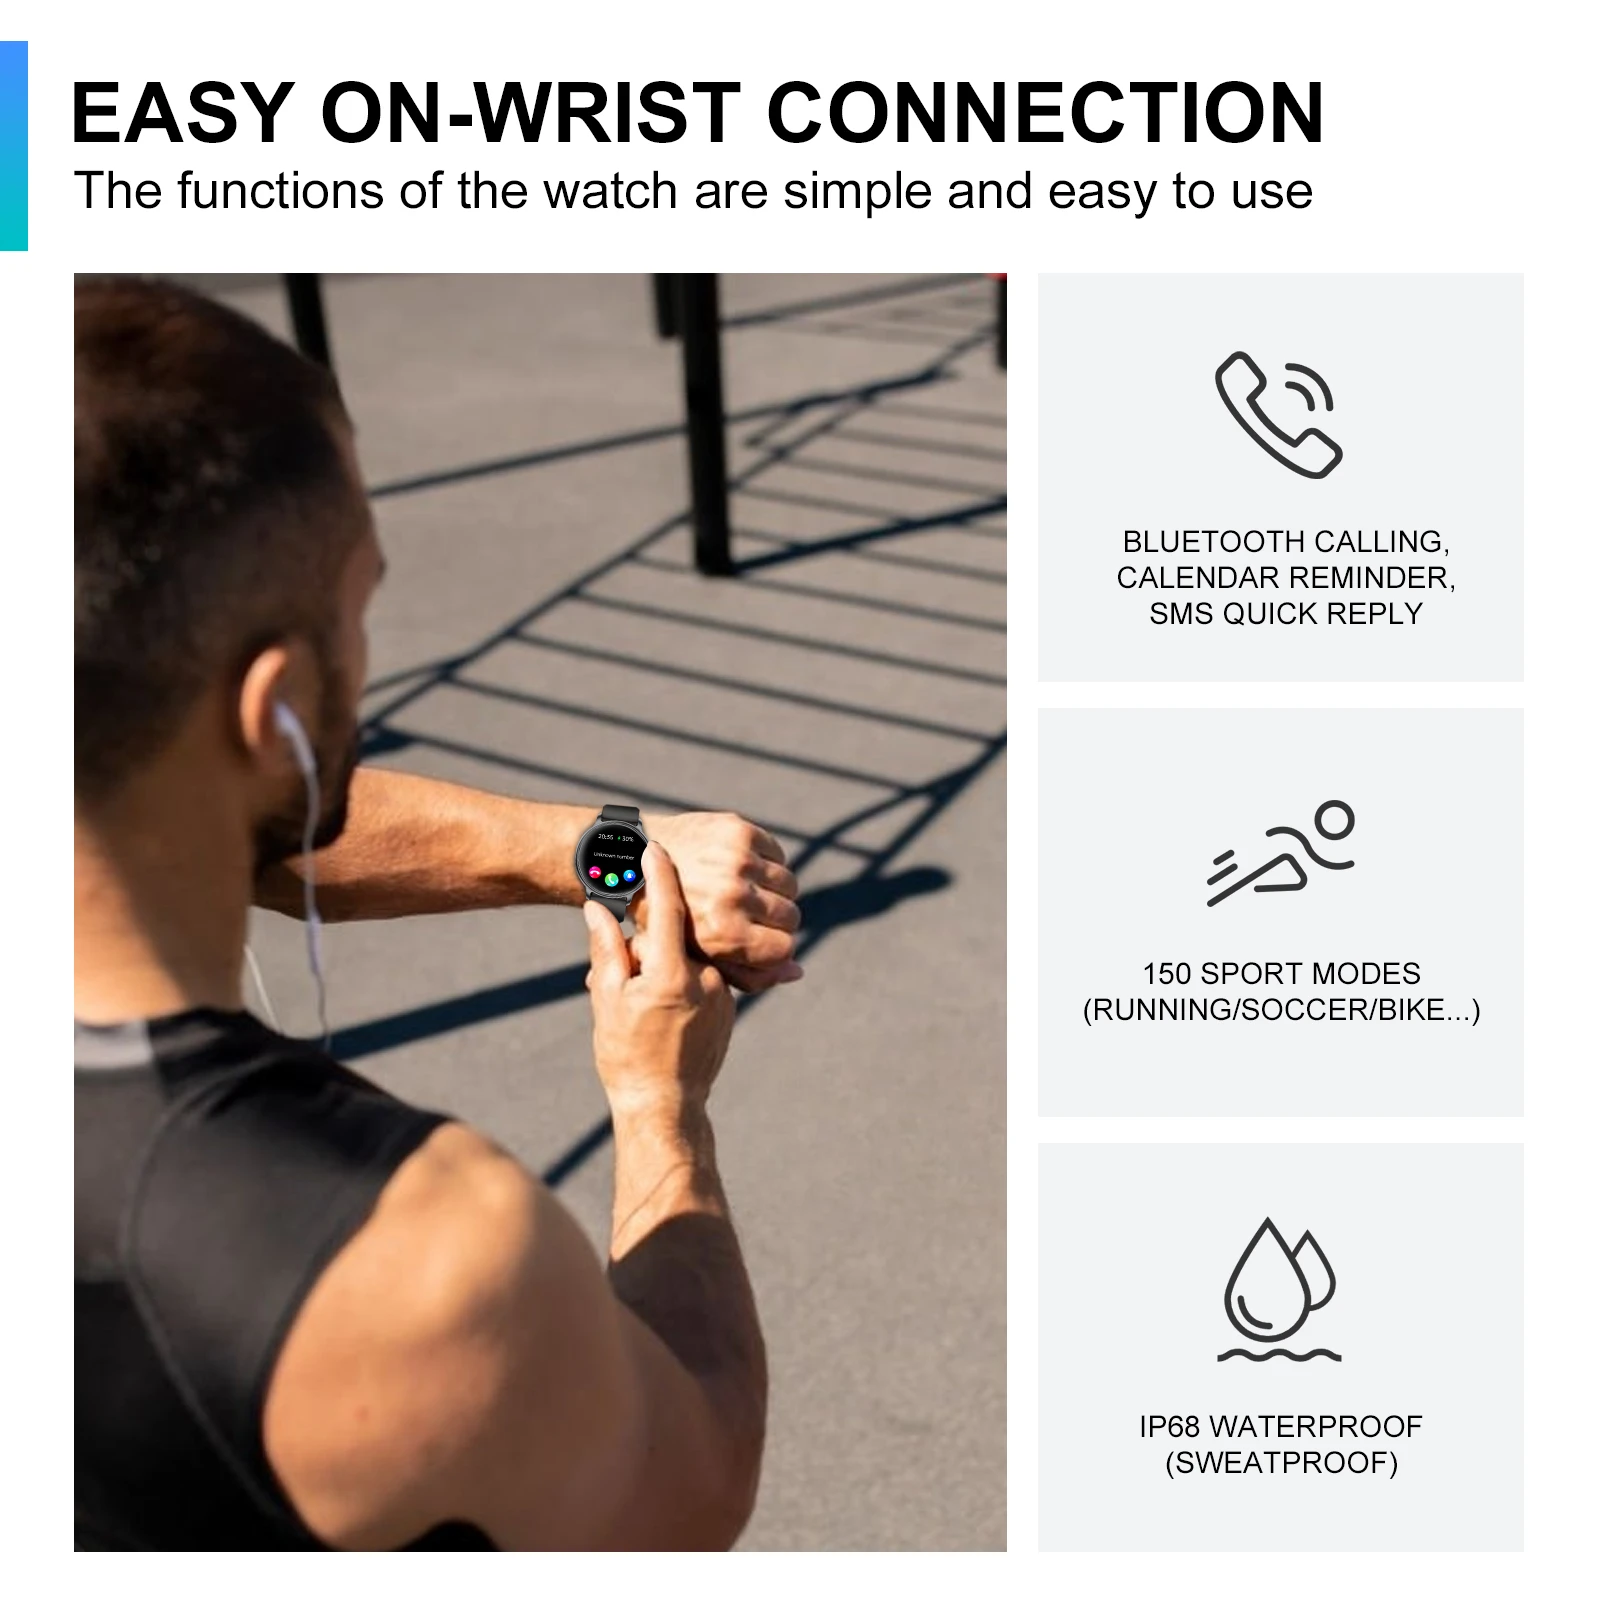 EASY ON-WRIST CONNECTION
The functions of the watch are simple and easy to use
20:35 30%
Unknown number
BLUETOOTH CALLING,
CALENDAR REMINDER,
SMS QUICK REPLY
150 SPORT MODES
(RUNNING/SOCCER/BIKE...)
IP68 WATERPROOF
(SWEATPROOF)